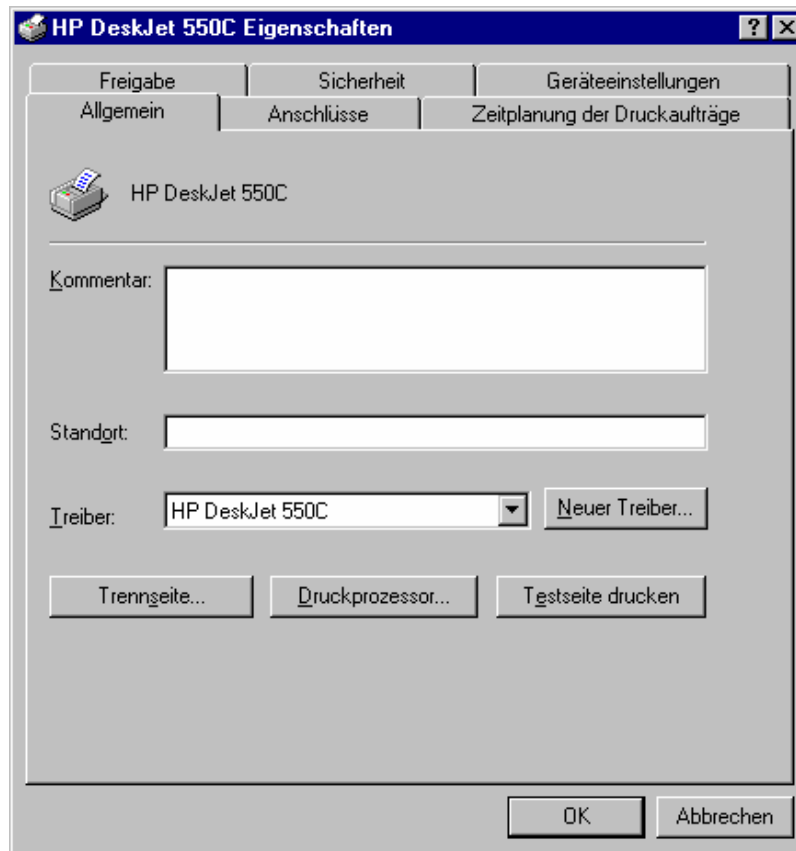 HP DeskJet 550C Eigenschaften
Freigabe Sicherheit Geräteeinstellungen
Allgemein Anschlüsse Zeitplanung der Druckaufträge
HP DeskJet 550C
Kommentar:
Standort:
Treiber: HP DeskJet 550C Neuer Treiber...
Trennseite... Druckprozessor... Testseite drucken
OK Abbrechen